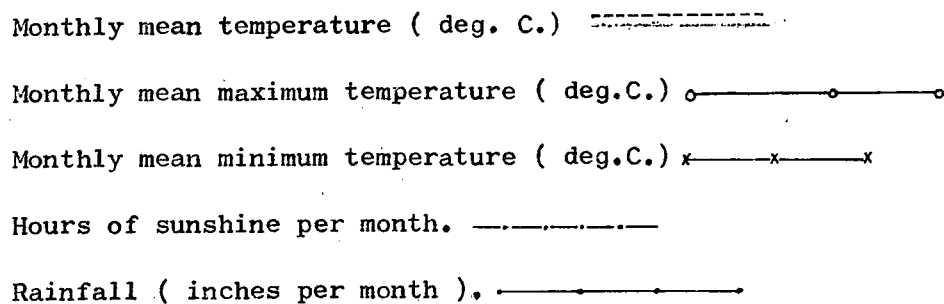 Monthly mean temperature ( deg. C.)
Monthly mean maximum temperature ( deg.C.)
Monthly mean minimum temperature ( deg.C.)
Hours of sunshine per month.
Rainfall ( inches per month ).